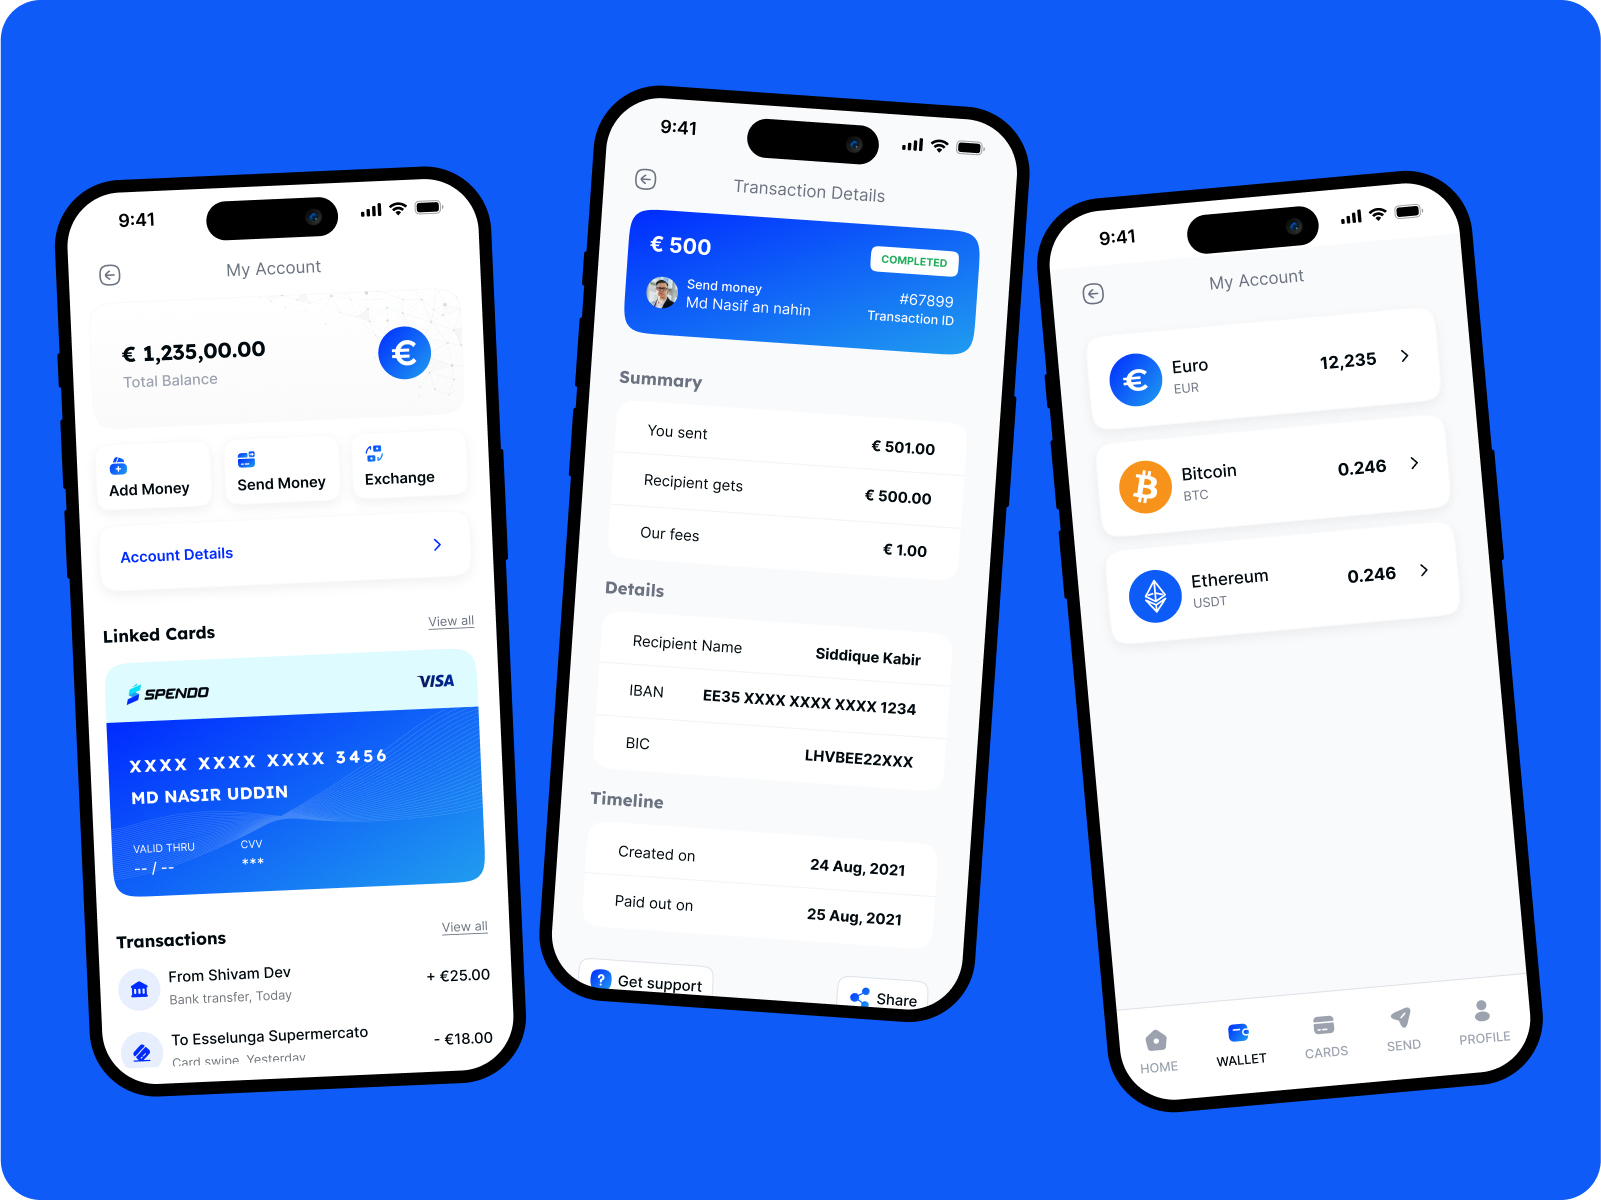 9:41
My Account
€ 1,235,00.00
Total Balance
Add Money
Send Money
Exchange
Account Details
Linked Cards
View all
SPENDO
VISA
XXXX XXXX XXXX 3456
MD NASIR UDDIN
VALID THRU
CVV
-- / --
***
Transactions
View all
From Shivam Dev
+ €25.00
Bank transfer, Today
To Esselunga Supermercato
- €18.00
Card swipe, Yesterday
9:41
Transaction Details
€ 500
COMPLETED
Send money
Md Nasif an nahin
#67899
Transaction ID
Summary
You sent
€ 501.00
Recipient gets
€ 500.00
Our fees
€ 1.00
Details
Recipient Name
Siddique Kabir
IBAN
EE35 XXXX XXXX XXXX 1234
BIC
LHVBEE22XXX
Timeline
Created on
24 Aug, 2021
Paid out on
25 Aug, 2021
Get support
Share
9:41
My Account
Euro
EUR
12,235
Bitcoin
BTC
0.246
Ethereum
USDT
0.246
HOME
WALLET
CARDS
SEND
PROFILE